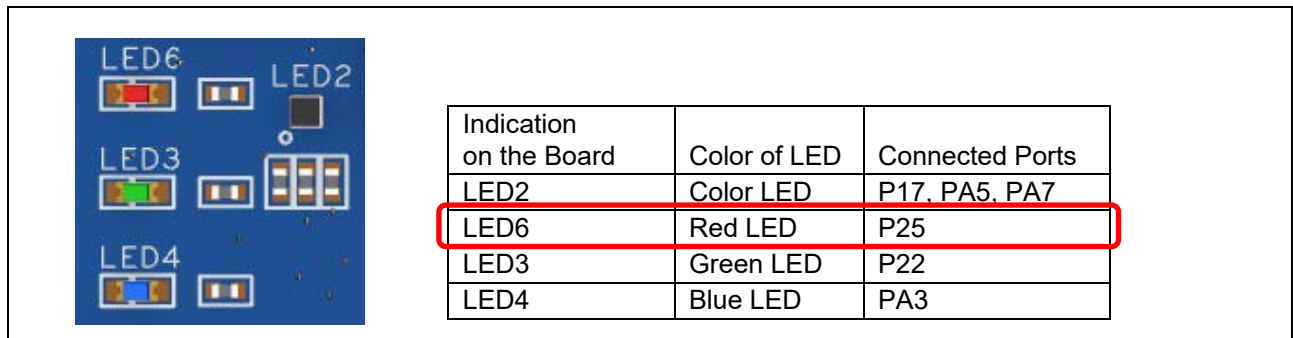 LED6
LED2
LED3
LED4
Indication
on the Board Color of LED Connected Ports
LED2 Color LED P17, PA5, PA7
LED6 Red LED P25
LED3 Green LED P22
LED4 Blue LED PA3